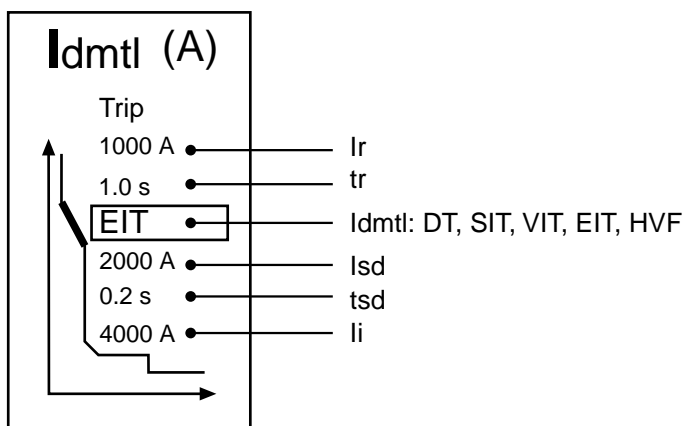 Idmtl (A)
Trip
1000 A Ir
1.0 s tr
EIT Idmtl: DT, SIT, VIT, EIT, HVF
2000 A Isd
0.2 s tsd
4000 A Ii